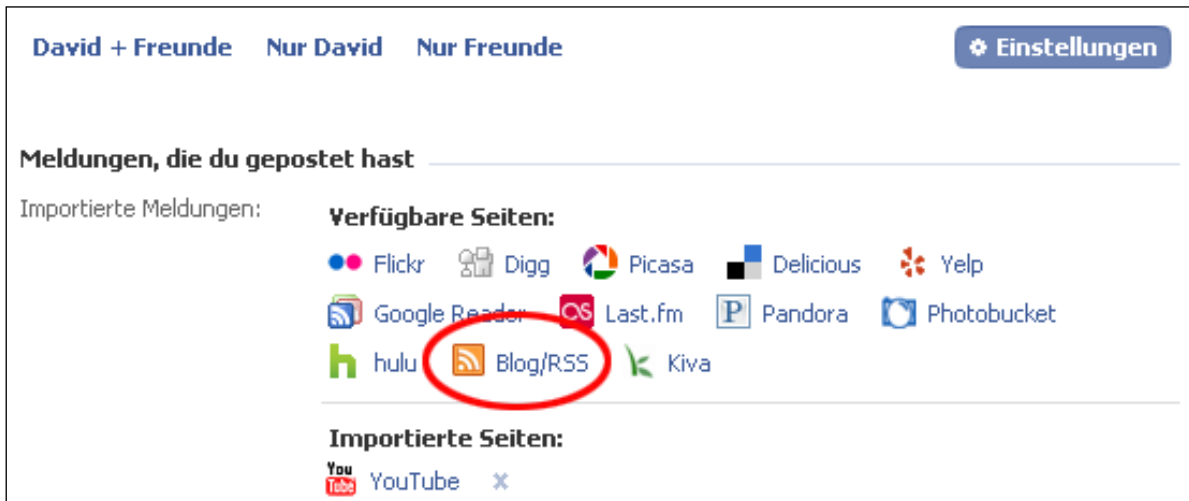 David + Freunde Nur David Nur Freunde Einstellungen
Meldungen, die du gepostet hast
Importierte Meldungen: Verfügbare Seiten:
Flickr Digg Picasa Delicious Yelp
Google Reader Last.fm Pandora Photobucket
hulu Blog/RSS Kiva
Importierte Seiten:
You Tube YouTube